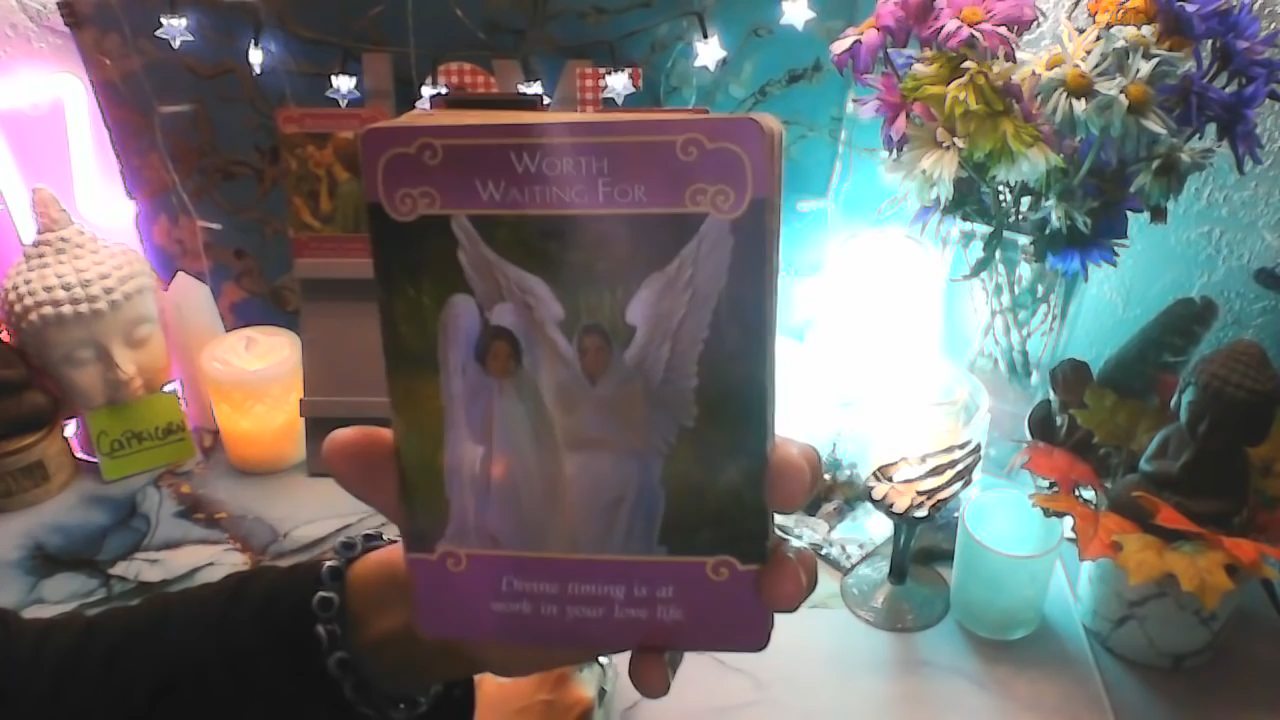 WORTH
WAITING FOR
Divine timing is at
work in your love life.
CAPRICORN